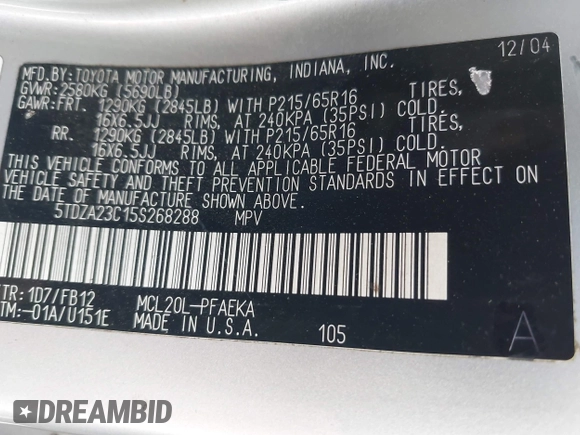 12/04
MFD.BY: TOYOTA MOTOR MANUFACTURING, INDIANA, INC.
GVWR: 2580KG (5690LB)
GAWR: FRT. 1290KG (2845LB) WITH P215/65R16 TIRES,
16X6.5JJ RIMS, AT 240KPA (35PSI) COLD.
RR. 1290KG (2845LB) WITH P215/65R16 TIRES,
16X6.5JJ RIMS, AT 240KPA (35PSI) COLD.
THIS VEHICLE CONFORMS TO ALL APPLICABLE FEDERAL MOTOR
VEHICLE SAFETY AND THEFT PREVENTION STANDARDS IN EFFECT ON
THE DATE OF MANUFACTURE SHOWN ABOVE.
5TDZA23C15S268288 MPV
TR: 1D7/FB12 MCL20L-PFAEKA
TM:-01A/U151E MADE IN U.S.A. 105 A
DREAMBID